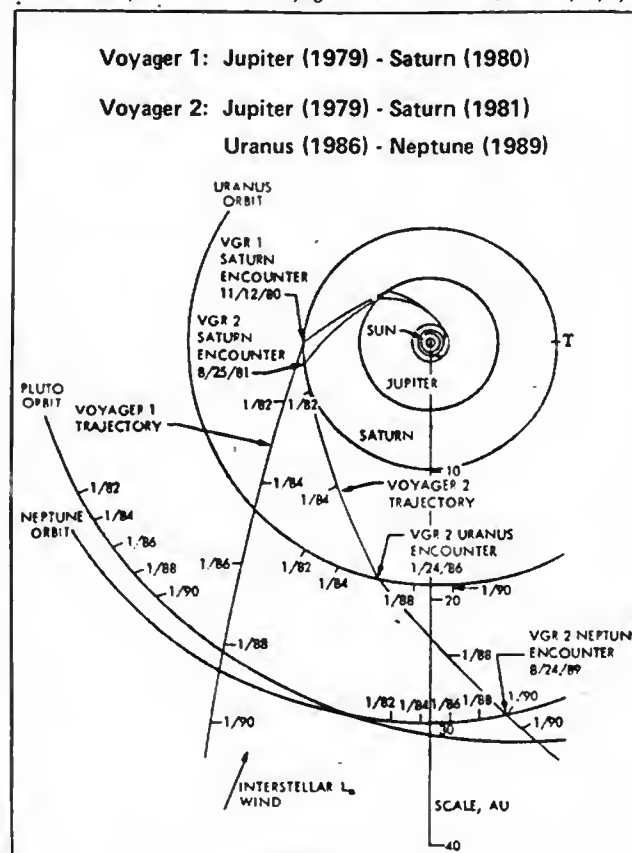 Voyager 1: Jupiter (1979) - Saturn (1980)
Voyager 2: Jupiter (1979) - Saturn (1981)
Uranus (1986) - Neptune (1989)
URANUS
ORBIT
VGR 1
SATURN
ENCOUNTER
11/12/80
VGR 2
SATURN
ENCOUNTER
8/25/81
SUN
T
JUPITER
PLUTO
ORBIT
VOYAGER 1
TRAJECTORY
1/82
1/82
SATURN
10
1/82
1/84
NEPTUNE
ORBIT
1/86
1/88
1/90
1/84
1/84
VOYAGER 2
TRAJECTORY
VGR 2 URANUS
ENCOUNTER
1/24/86
1/86
1/82
1/84
1/88
1/90
20
1/88
1/88
VGR 2 NEPTUN
ENCOUNTER
8/24/89
1/90
1/82
1/84
1/86
1/88
1/90
1/90
30
INTERSTELLAR
WIND
SCALE, AU
40